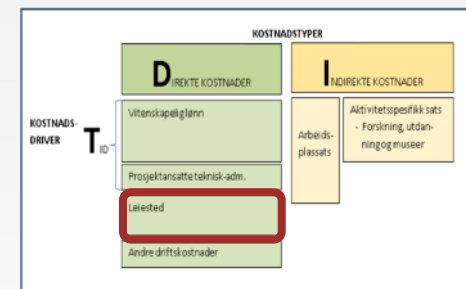 KOSTNADSTYPER
DIREKTE KOSTNADER
INDIREKTE KOSTNADER
KOSTNADS-
DRIVER
TID
Vitenskapelig lønn
Prosjektansatte teknisk-adm.
Leiested
Andre driftskostnader
Arbeids-
plassats
Aktivitetsspesifikk sats
- Forskning, utdan-
ning og museer